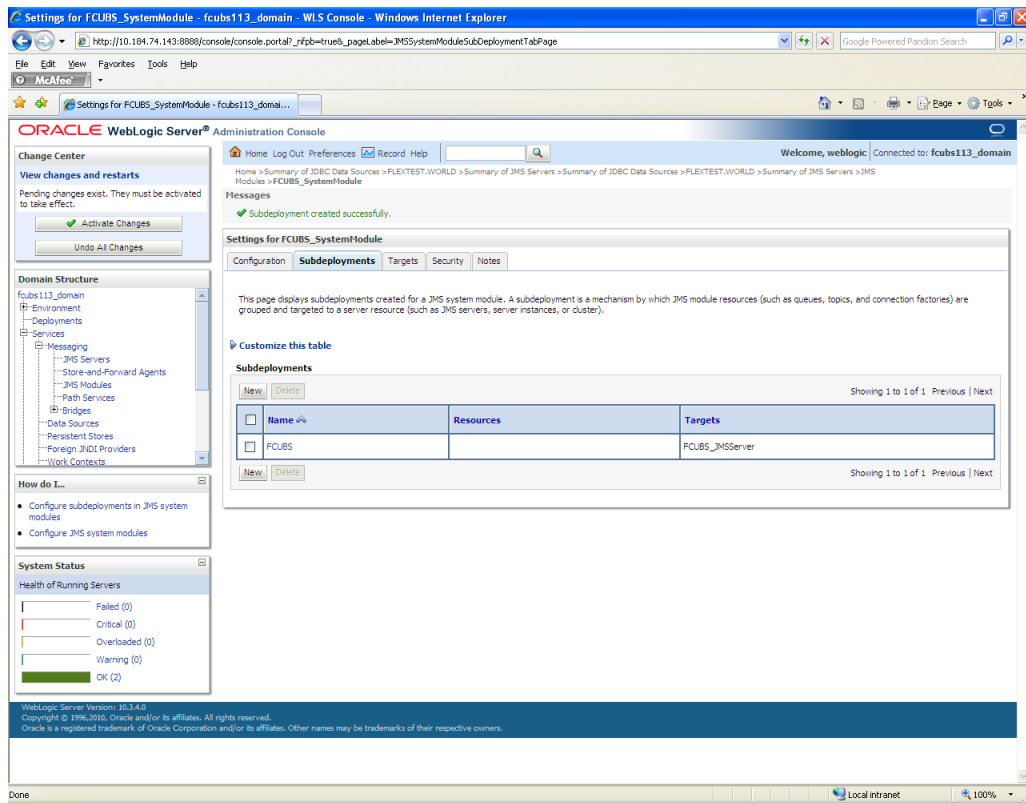 Settings for FCUBS_SystemModule - fcubs113_domain - WLS Console - Windows Internet Explorer
http://10.184.74.143:8888/console/console.portal?_nfpb=true&_pageLabel=JMSSystemModuleSubDeploymentTabPage
Google Powered Pandion Search
File Edit View Favorites Tools Help
McAfee
Settings for FCUBS_SystemModule - fcubs113_domai...
Page Tools
ORACLE WebLogic Server® Administration Console
Change Center
View changes and restarts
Pending changes exist. They must be activated
to take effect.
Activate Changes
Undo All Changes
Domain Structure
fcubs113_domain
Environment
Deployments
Services
Messaging
JMS Servers
Store-and-Forward Agents
JMS Modules
Path Services
Bridges
Data Sources
Persistent Stores
Foreign JNDI Providers
Work Contexts
How do I...
Configure subdeployments in JMS system
modules
Configure JMS system modules
System Status
Health of Running Servers
Failed (0)
Critical (0)
Overloaded (0)
Warning (0)
OK (2)
Home Log Out Preferences Record Help
Welcome, weblogic Connected to: fcubs113_domain
Home >Summary of JDBC Data Sources >FLEXTEST.WORLD >Summary of JMS Servers >Summary of JDBC Data Sources >FLEXTEST.WORLD >Summary of JMS Servers >JMS
Modules >FCUBS_SystemModule
Messages
Subdeployment created successfully.
Settings for FCUBS_SystemModule
Configuration Subdeployments Targets Security Notes
This page displays subdeployments created for a JMS system module. A subdeployment is a mechanism by which JMS module resources (such as queues, topics, and connection factories) are
grouped and targeted to a server resource (such as JMS servers, server instances, or cluster).
Customize this table
Subdeployments
New Delete Showing 1 to 1 of 1 Previous | Next
Name Resources Targets
FCUBS FCUBS_JMSServer
New Delete Showing 1 to 1 of 1 Previous | Next
WebLogic Server Version: 10.3.4.0
Copyright © 1996,2010, Oracle and/or its affiliates. All rights reserved.
Oracle is a registered trademark of Oracle Corporation and/or its affiliates. Other names may be trademarks of their respective owners.
Done Local intranet 100%